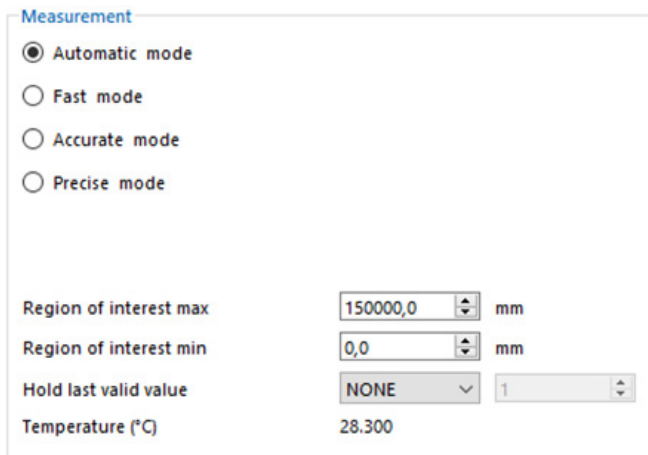 Measurement
Automatic mode
Fast mode
Accurate mode
Precise mode
Region of interest max 150000,0 mm
Region of interest min 0,0 mm
Hold last valid value NONE 1
Temperature (°C) 28.300